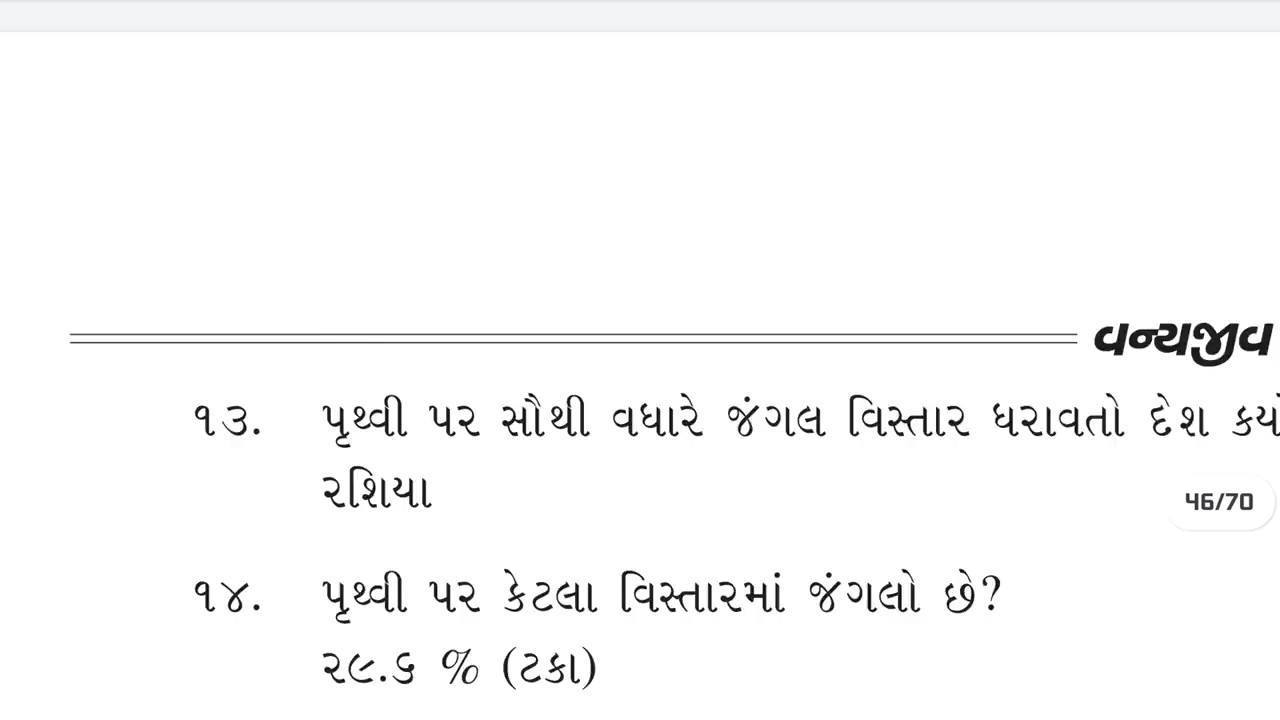 વન્યજીવ
૧૩. પૃથ્વી પર સૌથી વધારે જંગલ વિસ્તાર ધરાવતો દેશ
રશિયા
46/70
૧૪. પૃથ્વી પર કેટલા વિસ્તારમાં જંગલો છે?
૨૯.૬ % (ટકા)